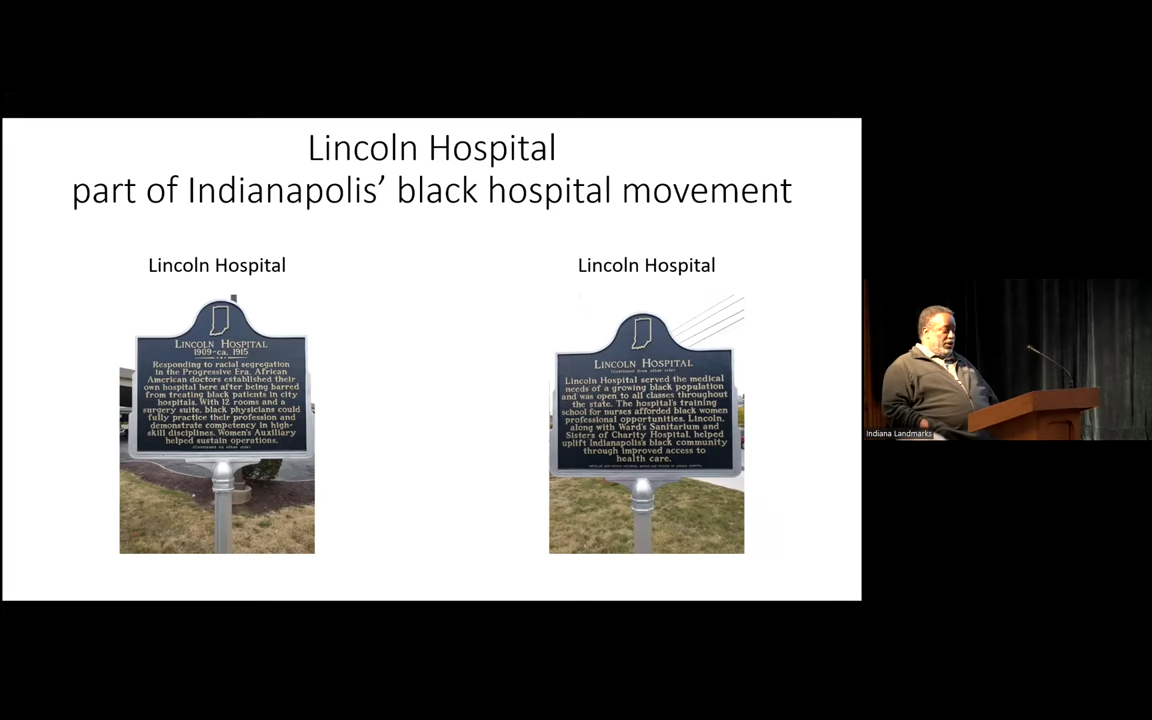 Lincoln Hospital
part of Indianapolis’ black hospital movement
Lincoln Hospital
LINCOLN HOSPITAL
1909-ca. 1915
Responding to racial segregation
in the Progressive Era, African
American doctors established their
own hospital here after being barred
from treating black patients in city
hospitals. With 12 rooms and a
surgery suite, black physicians could
fully practice their profession and
demonstrate competency in high-
skill disciplines. Women's Auxiliary
helped sustain operations.
(Continued on other side)
Lincoln Hospital
LINCOLN HOSPITAL
(Continued from other side)
Lincoln Hospital served the medical
needs of a growing black population
and was open to all classes throughout
the state. The hospital's training
school for nurses afforded black women
professional opportunities. Lincoln,
along with Ward's Sanitarium and
Sisters of Charity Hospital, helped
uplift Indianapolis's black community
through improved access to
health care.
Indiana Landmarks